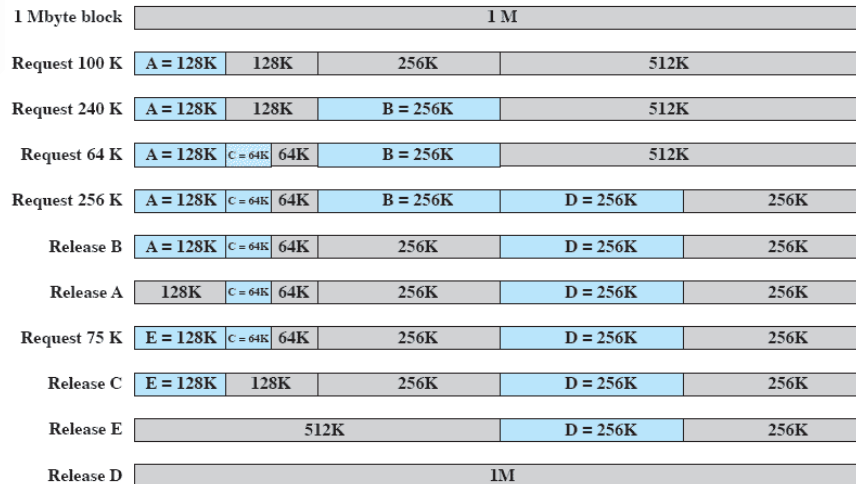 1 Mbyte block 1 M
Request 100 K A = 128K 128K 256K 512K
Request 240 K A = 128K 128K B = 256K 512K
Request 64 K A = 128K C = 64K 64K B = 256K 512K
Request 256 K A = 128K C = 64K 64K B = 256K D = 256K 256K
Release B A = 128K C = 64K 64K 256K D = 256K 256K
Release A 128K C = 64K 64K 256K D = 256K 256K
Request 75 K E = 128K C = 64K 64K 256K D = 256K 256K
Release C E = 128K 128K 256K D = 256K 256K
Release E 512K D = 256K 256K
Release D 1M